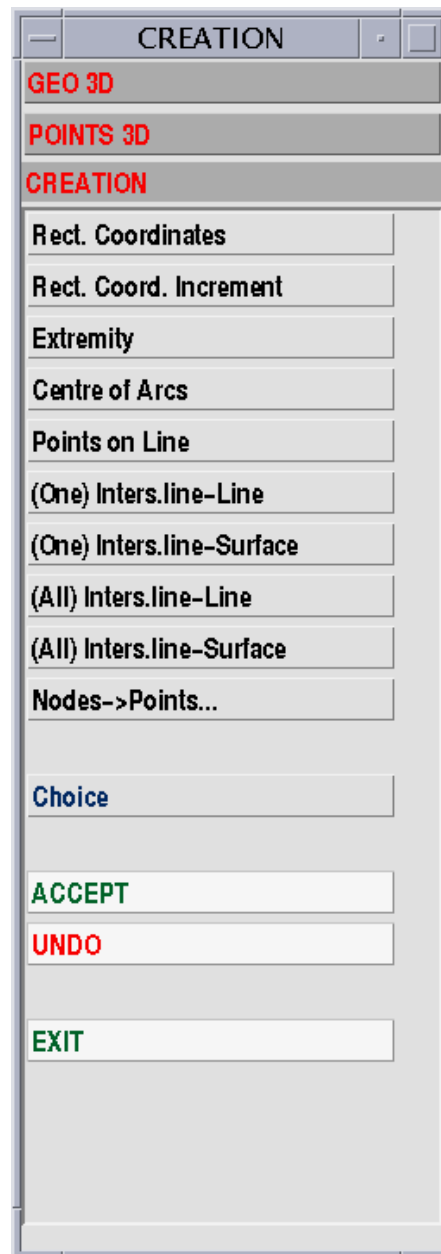 CREATION
GEO 3D
POINTS 3D
CREATION
Rect. Coordinates
Rect. Coord. Increment
Extremity
Centre of Arcs
Points on Line
(One) Inters.line-Line
(One) Inters.line-Surface
(All) Inters.line-Line
(All) Inters.line-Surface
Nodes->Points...
Choice
ACCEPT
UNDO
EXIT